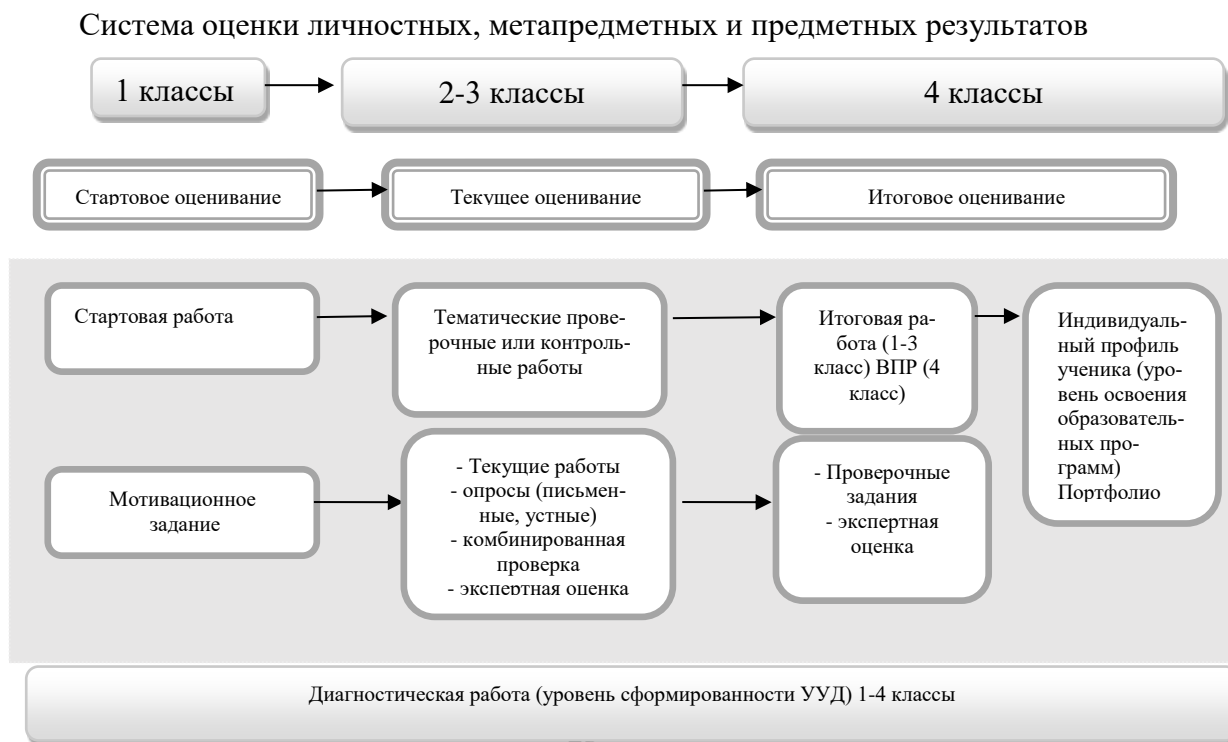 Система оценки личностных, метапредметных и предметных результатов
1 классы
2-3 классы
4 классы
Стартовое оценивание
Текущее оценивание
Итоговое оценивание
Стартовая работа
Тематические прове-
рочные или контроль-
ные работы
Итоговая ра-
бота (1-3
класс) ВПР (4
класс)
Индивидуаль-
ный профиль
ученика (уро-
вень освоения
образователь-
ных про-
грамм)
Портфолио
Мотивационное
задание
- Текущие работы
- опросы (письмен-
ные, устные)
- комбинированная
проверка
- экспертная оценка
- Проверочные
задания
- экспертная
оценка
Диагностическая работа (уровень сформированности УУД) 1-4 классы